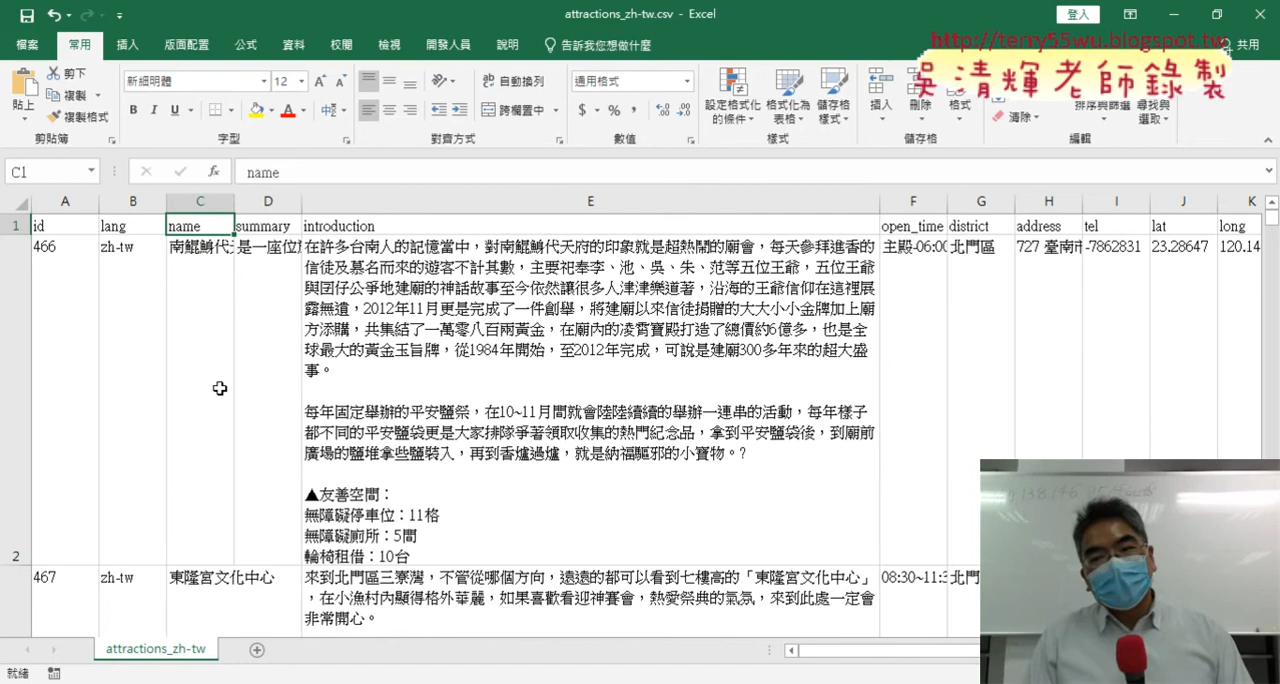 attractions_zh-tw.csv - Excel
登入
檔案 常用 插入 版面配置 公式 資料 校閱 檢視 開發人員 說明 告訴我您想做什麼 共用
http://terry55wu.blogspot.tw
吳清輝老師錄製
貼上 剪下 複製 複製格式 剪貼簿
新細明體 12 B I U 字型
自動換列 跨欄置中 對齊方式
通用格式 $ % 數值
設定格式化的條件 格式化為表格 儲存格樣式 樣式
插入 刪除 格式 儲存格
清除 排序與篩選 尋找與選取 編輯
C1 fx name
A B C D E F G H I J K
1 id lang name summary introduction open_time district address tel lat long
466 zh-tw 南鯤鯓代 是一座位 在許多台南人的記憶當中，對南鯤鯓代天府的印象就是超熱鬧的廟會，每天參拜進香的 主殿-06:00 北門區 727 臺南市 -7862831 23.28647 120.14
信徒及慕名而來的遊客不計其數，主要祀奉李、池、吳、朱、范等五位王爺，五位王爺
與囝仔公爭地建廟的神話故事至今依然讓很多人津津樂道著，沿海的王爺信仰在這裡展
露無遺，2012年11月更是完成了一件創舉，將建廟以來信徒捐贈的大大小小金牌加上廟
方添購，共集結了一萬零八百兩黃金，在廟內的凌霄寶殿打造了總價約6億多，也是全
球最大的黃金玉旨牌，從1984年開始，至2012年完成，可說是建廟300多年來的超大盛
事。
每年固定舉辦的平安鹽祭，在10~11月間就會陸陸續續的舉辦一連串的活動，每年樣子
都不同的平安鹽袋更是大家排隊爭著領取收集的熱門紀念品，拿到平安鹽袋後，到廟前
廣場的鹽堆拿些鹽裝入，再到香爐過爐，就是納福驅邪的小寶物。?
▲友善空間：
無障礙停車位：11格
無障礙廁所：5間
2 輪椅租借：10台
467 zh-tw 東隆宮文化中心 來到北門區三寮灣，不管從哪個方向，遠遠的都可以看到七樓高的「東隆宮文化中心」 08:30~11:3 北門
，在小漁村內顯得格外華麗，如果喜歡看迎神賽會，熱愛祭典的氣氛，來到此處一定會
非常開心。
attractions_zh-tw
就緒